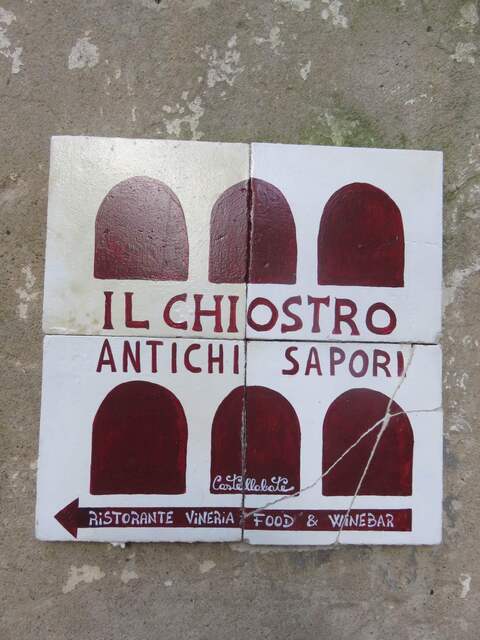 IL CHIOSTRO
ANTICHI SAPORI
Castellabate
RISTORANTE VINERIA FOOD & WINEBAR